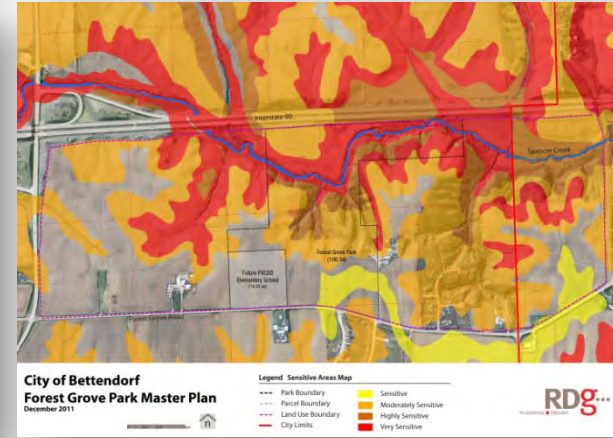 Interstate 80
Spencer Creek
Forest Grove Park
Future PVCSD
Elementary School
Forest Grove Road
City of Bettendorf
Forest Grove Park Master Plan
December 2011
n
Legend Sensitive Areas Map
Park Boundary
Parcel Boundary
Land Use Boundary
City Limits
Sensitive
Moderately Sensitive
Highly Sensitive
Very Sensitive
RDg...
PLANNING • DESIGN